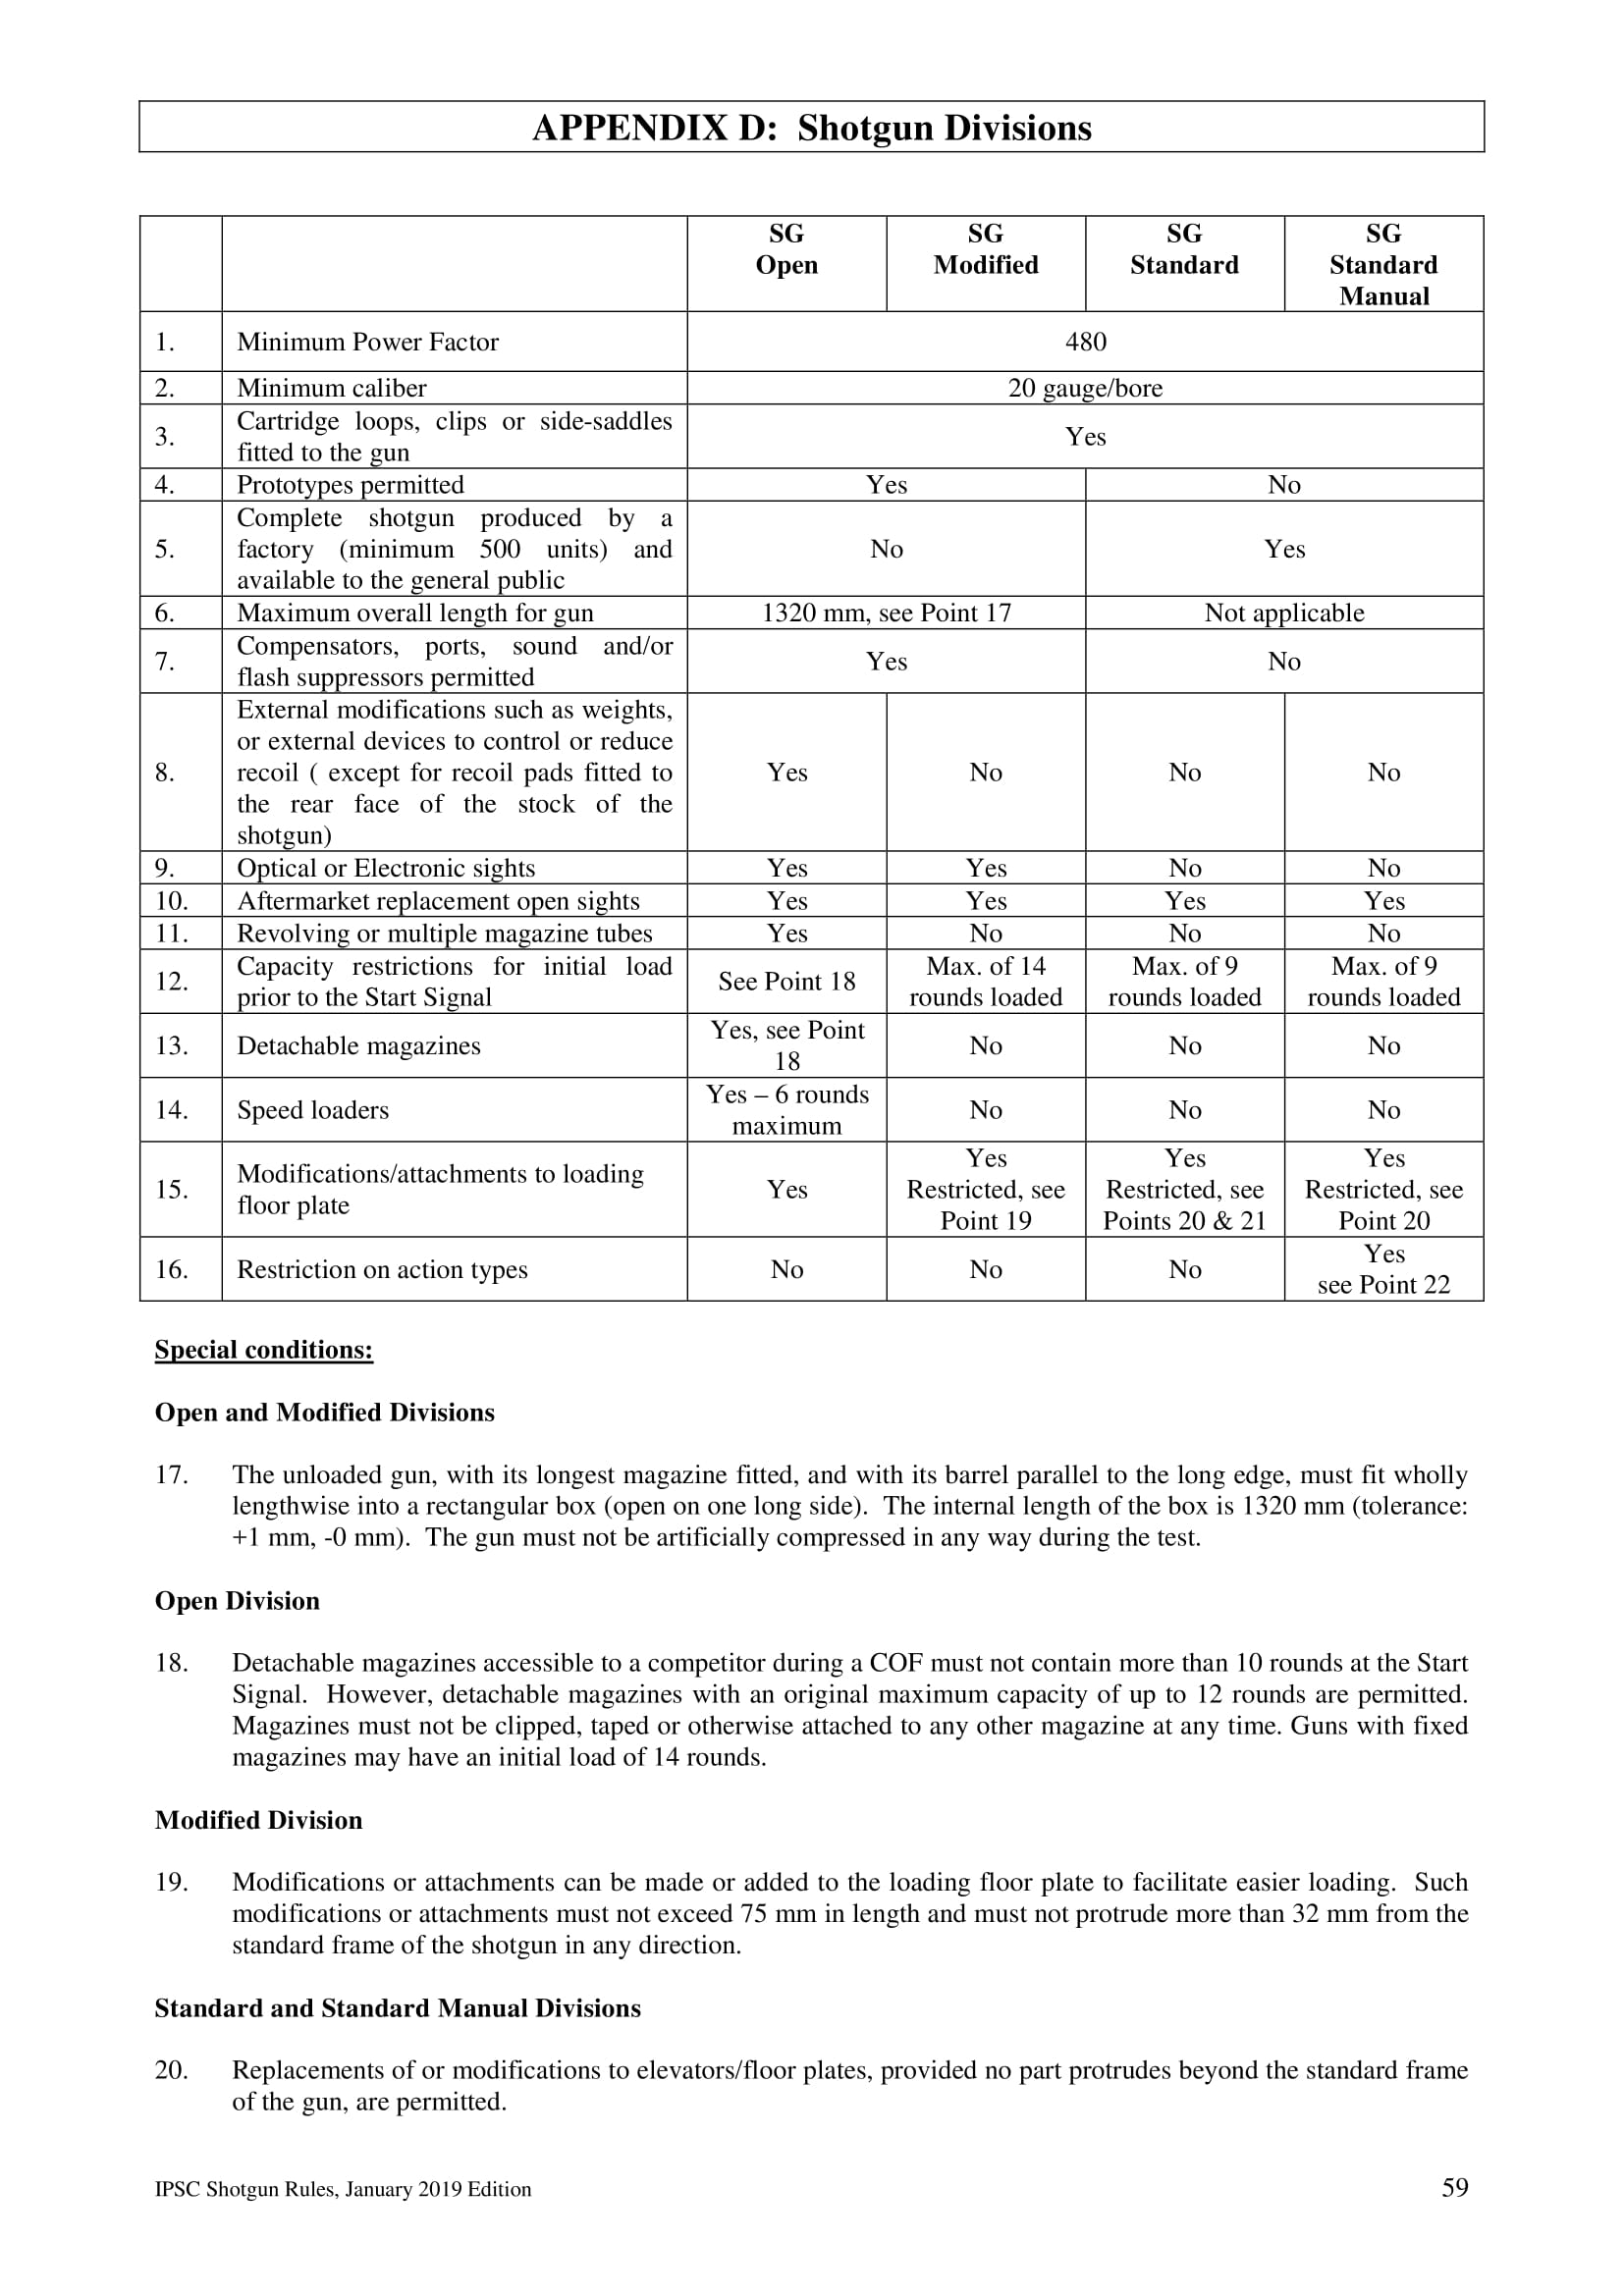 APPENDIX D:  Shotgun Divisions
SG
Open
SG
Modified
SG
Standard
SG
Standard
Manual
1.
Minimum Power Factor
480
2.
Minimum caliber
20 gauge/bore
3.
Cartridge loops, clips or side-saddles
fitted to the gun
Yes
4.
Prototypes permitted
Yes
No
5.
Complete shotgun produced by a
factory (minimum 500 units) and
available to the general public
No
Yes
6.
Maximum overall length for gun
1320 mm, see Point 17
Not applicable
7.
Compensators, ports, sound and/or
flash suppressors permitted
Yes
No
8.
External modifications such as weights,
or external devices to control or reduce
recoil ( except for recoil pads fitted to
the rear face of the stock of the
shotgun)
Yes
No
No
No
9.
Optical or Electronic sights
Yes
Yes
No
No
10.
Aftermarket replacement open sights
Yes
Yes
Yes
Yes
11.
Revolving or multiple magazine tubes
Yes
No
No
No
12.
Capacity restrictions for initial load
prior to the Start Signal
See Point 18
Max. of 14
rounds loaded
Max. of 9
rounds loaded
Max. of 9
rounds loaded
13.
Detachable magazines
Yes, see Point
18
No
No
No
14.
Speed loaders
Yes – 6 rounds
maximum
No
No
No
15.
Modifications/attachments to loading
floor plate
Yes
Yes
Restricted, see
Point 19
Yes
Restricted, see
Points 20 & 21
Yes
Restricted, see
Point 20
16.
Restriction on action types
No
No
No
Yes
see Point 22
Special conditions:
Open and Modified Divisions
17. The unloaded gun, with its longest magazine fitted, and with its barrel parallel to the long edge, must fit wholly
lengthwise into a rectangular box (open on one long side).  The internal length of the box is 1320 mm (tolerance:
+1 mm, -0 mm).  The gun must not be artificially compressed in any way during the test.
Open Division
18. Detachable magazines accessible to a competitor during a COF must not contain more than 10 rounds at the Start
Signal.  However, detachable magazines with an original maximum capacity of up to 12 rounds are permitted.
Magazines must not be clipped, taped or otherwise attached to any other magazine at any time. Guns with fixed
magazines may have an initial load of 14 rounds.
Modified Division
19. Modifications or attachments can be made or added to the loading floor plate to facilitate easier loading.  Such
modifications or attachments must not exceed 75 mm in length and must not protrude more than 32 mm from the
standard frame of the shotgun in any direction.
Standard and Standard Manual Divisions
20. Replacements of or modifications to elevators/floor plates, provided no part protrudes beyond the standard frame
of the gun, are permitted.
IPSC Shotgun Rules, January 2019 Edition
59